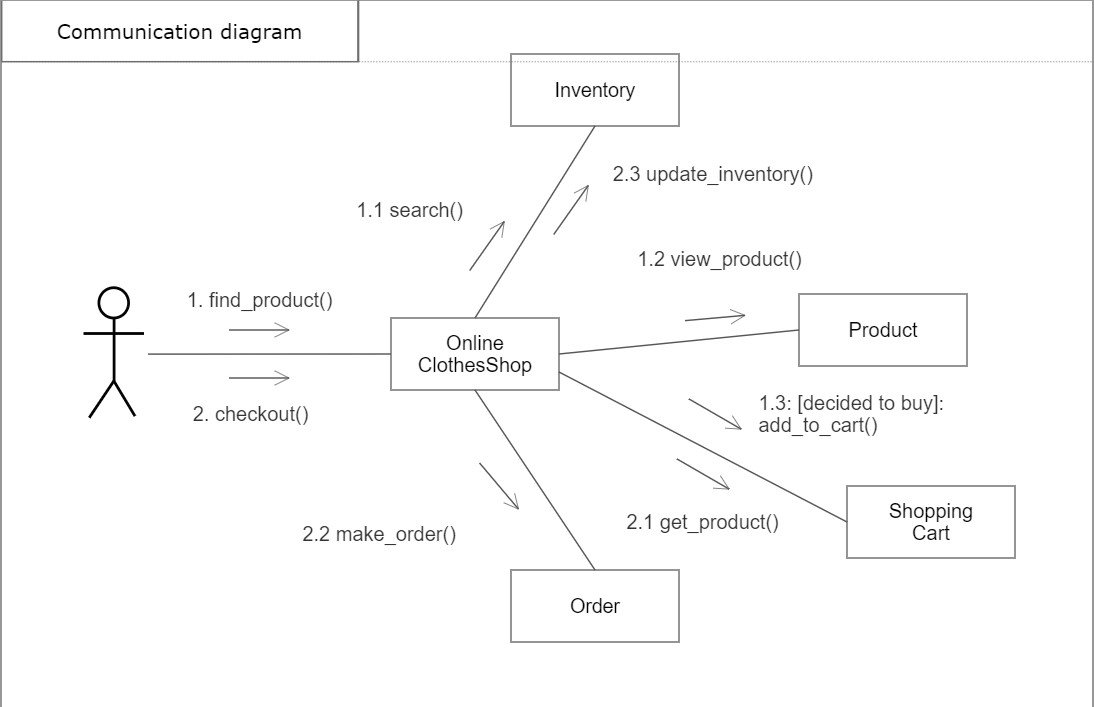 Communication diagram
Inventory
2.3 update_inventory()
1.1 search()
1.2 view_product()
1. find_product()
Product
Online
ClothesShop
2. checkout()
1.3: [decided to buy]:
add_to_cart()
2.1 get_product()
Shopping
Cart
2.2 make_order()
Order